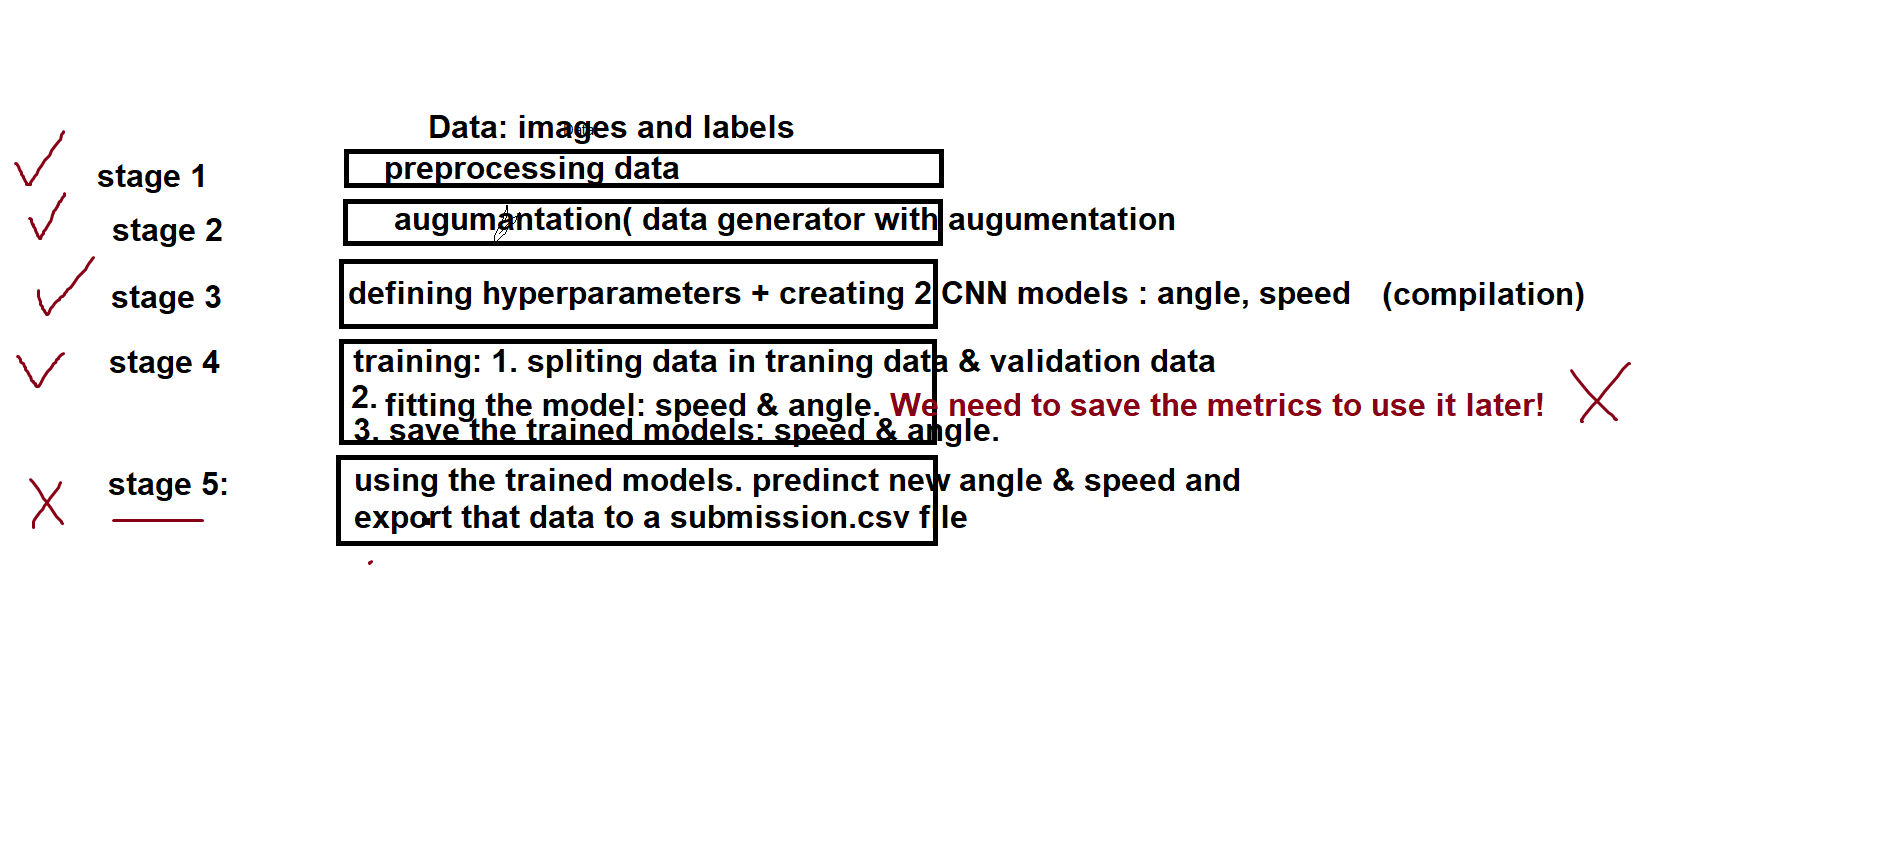 Data: images and labels
Data
stage 1 preprocessing data
stage 2 augumantation( data generator with augumentation
stage 3 defining hyperparameters + creating 2 CNN models : angle, speed (compilation)
stage 4 training: 1. spliting data in traning data & validation data
2. fitting the model: speed & angle. We need to save the metrics to use it later!
3. save the trained models: speed & angle.
stage 5: using the trained models. predinct new angle & speed and
export that data to a submission.csv file